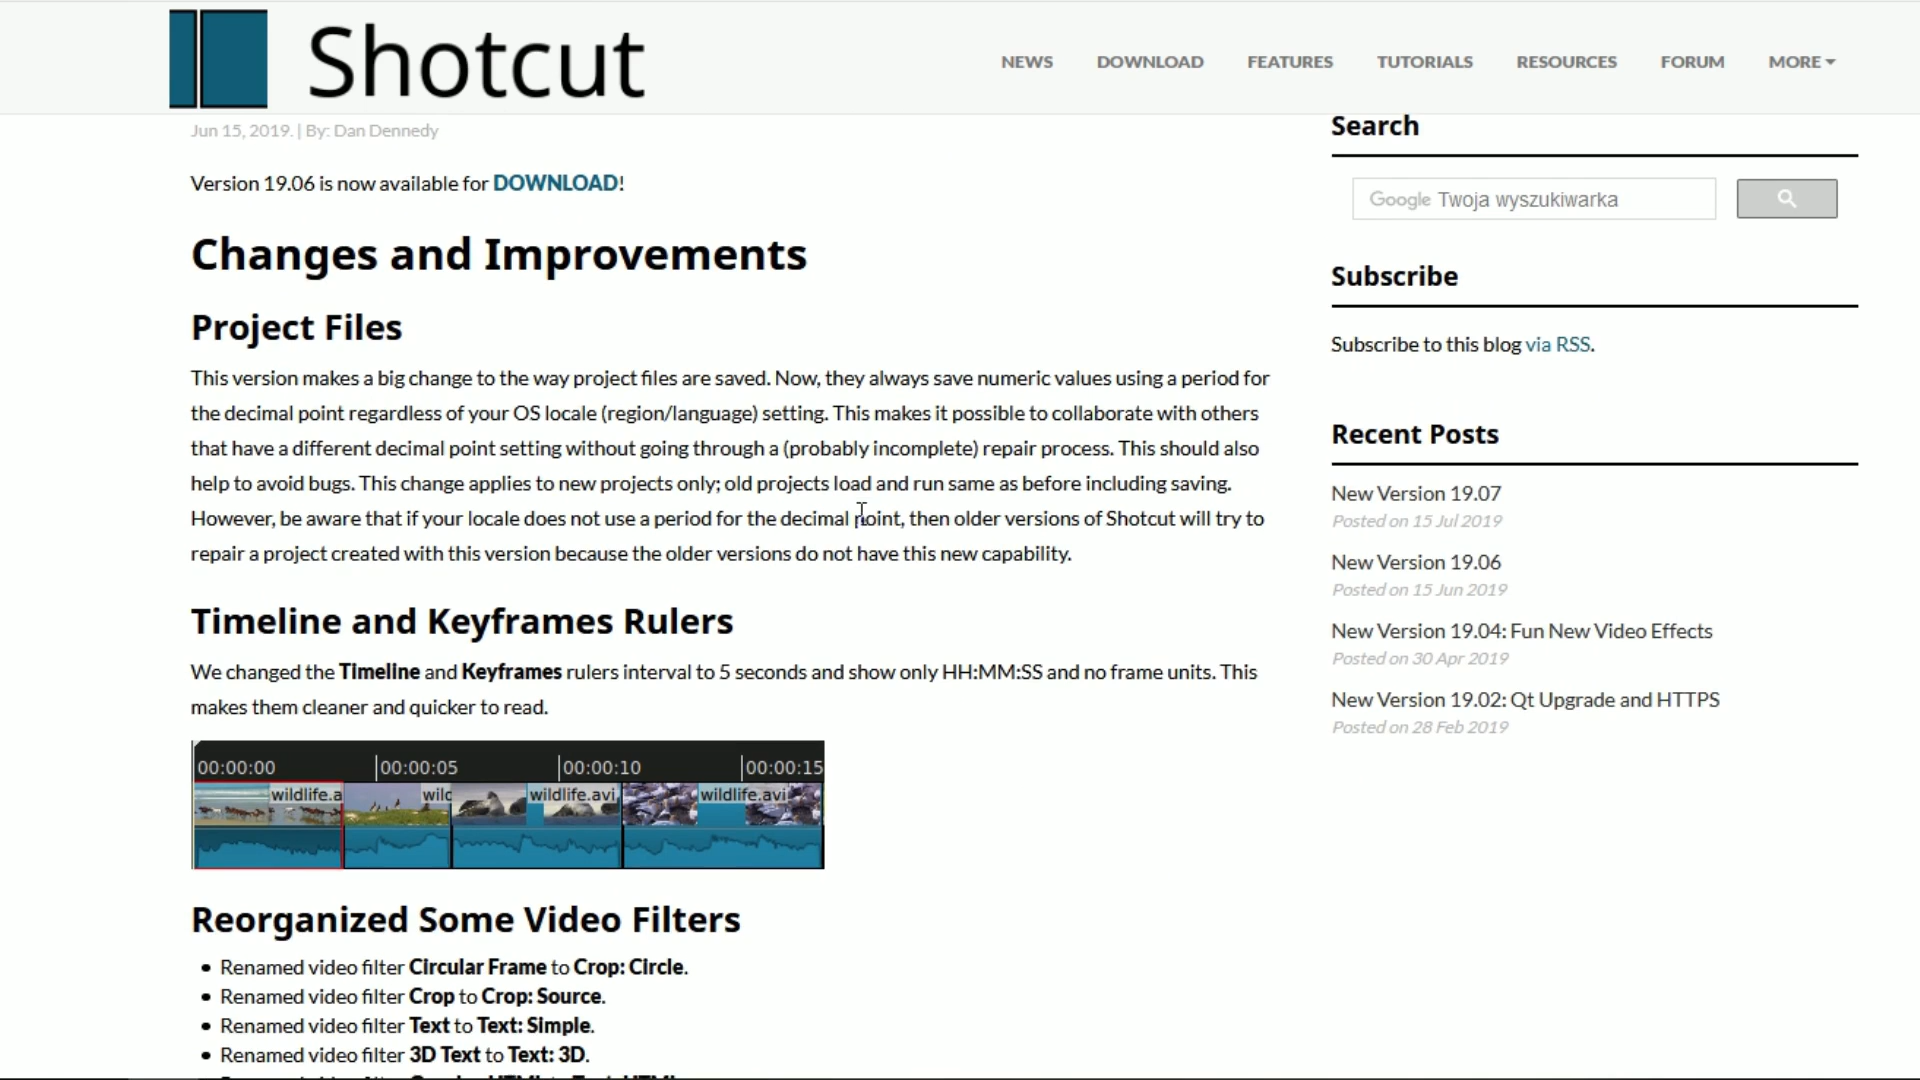 Shotcut
NEWS DOWNLOAD FEATURES TUTORIALS RESOURCES FORUM MORE
Jun 15, 2019. | By: Dan Dennedy
Version 19.06 is now available for DOWNLOAD!
Changes and Improvements
Project Files
This version makes a big change to the way project files are saved. Now, they always save numeric values using a period for
the decimal point regardless of your OS locale (region/language) setting. This makes it possible to collaborate with others
that have a different decimal point setting without going through a (probably incomplete) repair process. This should also
help to avoid bugs. This change applies to new projects only; old projects load and run same as before including saving.
However, be aware that if your locale does not use a period for the decimal point, then older versions of Shotcut will try to
repair a project created with this version because the older versions do not have this new capability.
Timeline and Keyframes Rulers
We changed the Timeline and Keyframes rulers interval to 5 seconds and show only HH:MM:SS and no frame units. This
makes them cleaner and quicker to read.
00:00:00 00:00:05 00:00:10 00:00:15
wildlife.a wild wildlife.avi wildlife.avi
Reorganized Some Video Filters
• Renamed video filter Circular Frame to Crop: Circle.
• Renamed video filter Crop to Crop: Source.
• Renamed video filter Text to Text: Simple.
• Renamed video filter 3D Text to Text: 3D.
Search
Google Twoja wyszukiwarka
Subscribe
Subscribe to this blog via RSS.
Recent Posts
New Version 19.07
Posted on 15 Jul 2019
New Version 19.06
Posted on 15 Jun 2019
New Version 19.04: Fun New Video Effects
Posted on 30 Apr 2019
New Version 19.02: Qt Upgrade and HTTPS
Posted on 28 Feb 2019